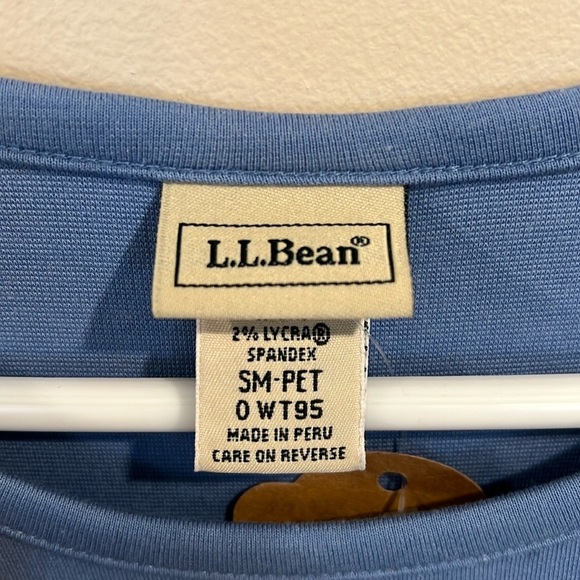 L.L.Bean®
2% LYCRA®
SPANDEX
SM-PET
0 WT95
MADE IN PERU
CARE ON REVERSE